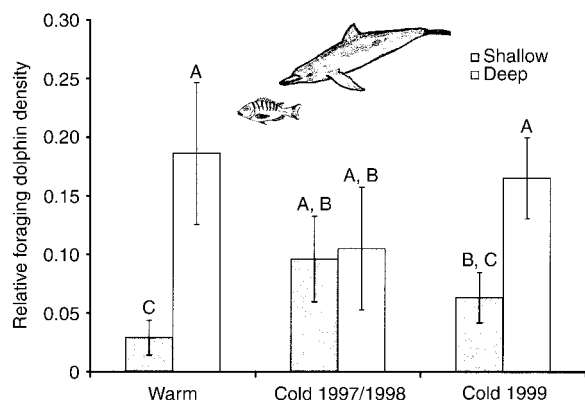 Relative foraging dolphin density
0.30
0.25
0.20
0.15
0.10
0.05
0
Shallow
Deep
C
A
A, B
A, B
B, C
A
Warm
Cold 1997/1998
Cold 1999